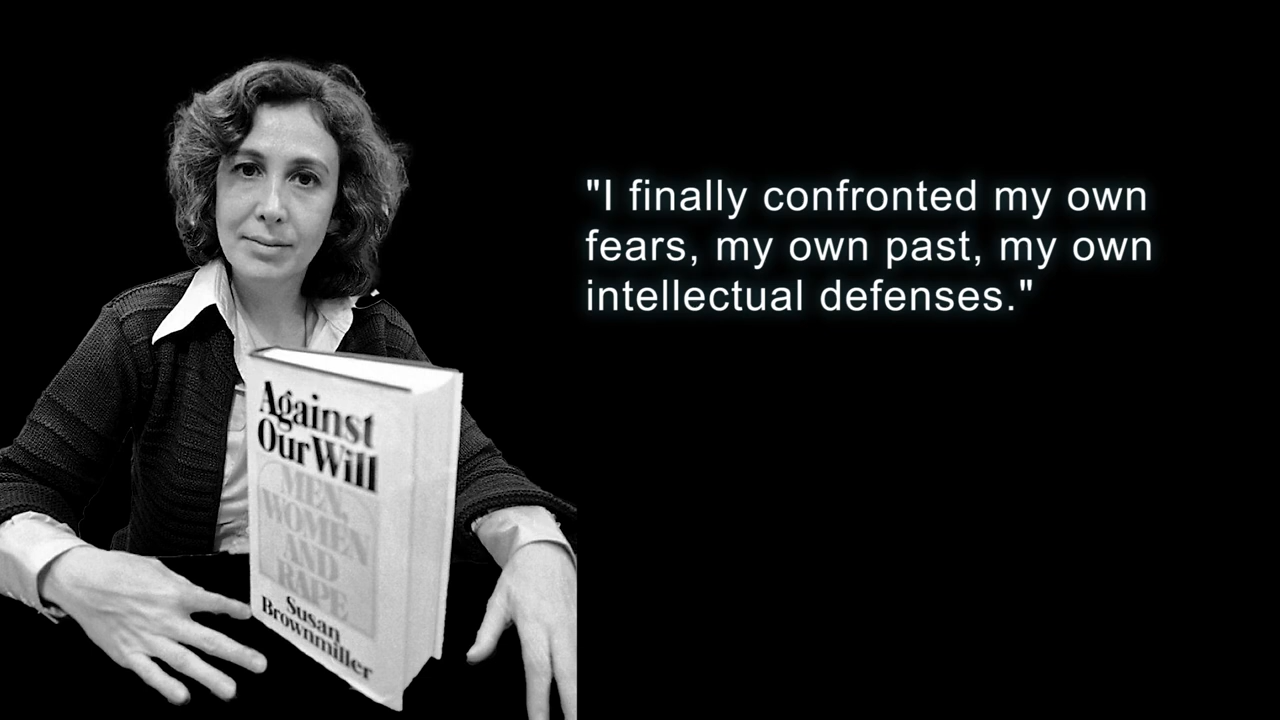 "I finally confronted my own
fears, my own past, my own
intellectual defenses."
Against
Our Will
MEN,
WOMEN
AND
RAPE
Susan
Brownmiller